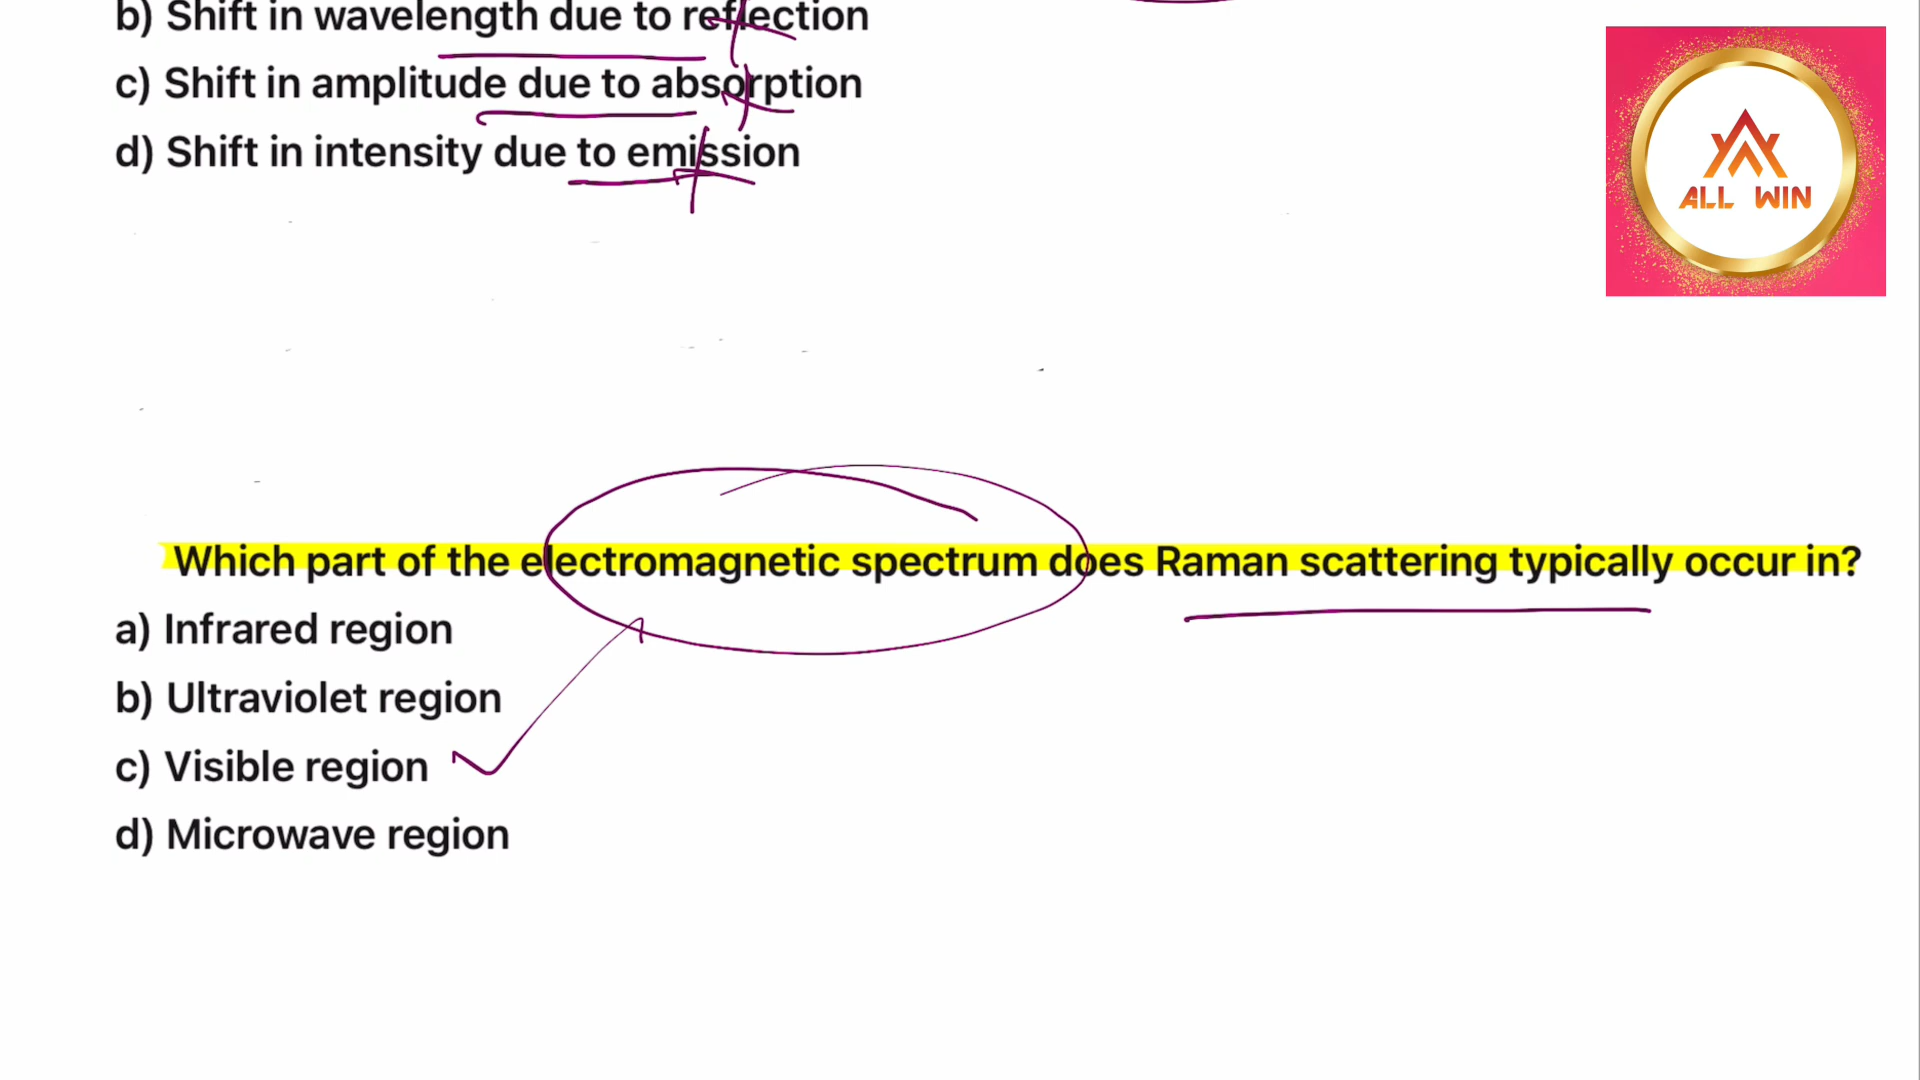 b) Shift in wavelength due to reflection
c) Shift in amplitude due to absorption
d) Shift in intensity due to emission
ALL WIN
Which part of the electromagnetic spectrum does Raman scattering typically occur in?
a) Infrared region
b) Ultraviolet region
c) Visible region
d) Microwave region